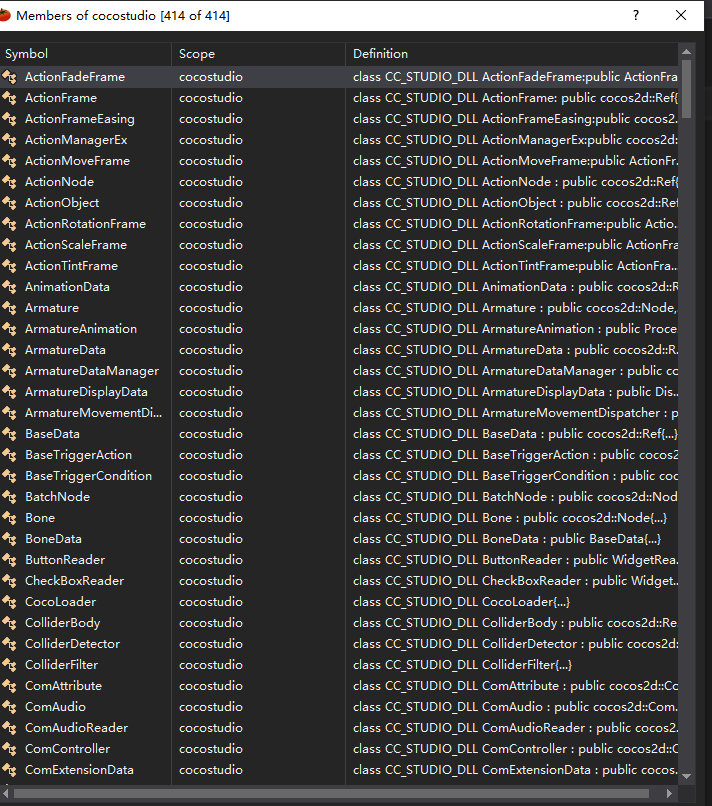 Members of cocostudio [414 of 414] ?
Symbol Scope Definition
ActionFadeFrame cocostudio class CC_STUDIO_DLL ActionFadeFrame:public ActionFra
ActionFrame cocostudio class CC_STUDIO_DLL ActionFrame: public cocos2d::Ref{
ActionFrameEasing cocostudio class CC_STUDIO_DLL ActionFrameEasing:public cocos2...
ActionManagerEx cocostudio class CC_STUDIO_DLL ActionManagerEx:public cocos2d:
ActionMoveFrame cocostudio class CC_STUDIO_DLL ActionMoveFrame:public ActionFr...
ActionNode cocostudio class CC_STUDIO_DLL ActionNode : public cocos2d::Ref{
ActionObject cocostudio class CC_STUDIO_DLL ActionObject : public cocos2d::Ref
ActionRotationFrame cocostudio class CC_STUDIO_DLL ActionRotationFrame:public Actio...
ActionScaleFrame cocostudio class CC_STUDIO_DLL ActionScaleFrame:public ActionFra
ActionTintFrame cocostudio class CC_STUDIO_DLL ActionTintFrame:public ActionFra...
AnimationData cocostudio class CC_STUDIO_DLL AnimationData : public cocos2d::R
Armature cocostudio class CC_STUDIO_DLL Armature : public cocos2d::Node,
ArmatureAnimation cocostudio class CC_STUDIO_DLL ArmatureAnimation : public Proce
ArmatureData cocostudio class CC_STUDIO_DLL ArmatureData : public cocos2d::R...
ArmatureDataManager cocostudio class CC_STUDIO_DLL ArmatureDataManager : public cc
ArmatureDisplayData cocostudio class CC_STUDIO_DLL ArmatureDisplayData : public Dis...
ArmatureMovementDi... cocostudio class CC_STUDIO_DLL ArmatureMovementDispatcher : p
BaseData cocostudio class CC_STUDIO_DLL BaseData : public cocos2d::Ref{...}
BaseTriggerAction cocostudio class CC_STUDIO_DLL BaseTriggerAction : public cocos...
BaseTriggerCondition cocostudio class CC_STUDIO_DLL BaseTriggerCondition : public coc
BatchNode cocostudio class CC_STUDIO_DLL BatchNode : public cocos2d::Nod
Bone cocostudio class CC_STUDIO_DLL Bone : public cocos2d::Node{...}
BoneData cocostudio class CC_STUDIO_DLL BoneData : public BaseData{...}
ButtonReader cocostudio class CC_STUDIO_DLL ButtonReader : public WidgetRea...
CheckBoxReader cocostudio class CC_STUDIO_DLL CheckBoxReader : public Widget...
CocoLoader cocostudio class CC_STUDIO_DLL CocoLoader{...}
ColliderBody cocostudio class CC_STUDIO_DLL ColliderBody : public cocos2d::Re
ColliderDetector cocostudio class CC_STUDIO_DLL ColliderDetector : public cocos2d:
ColliderFilter cocostudio class CC_STUDIO_DLL ColliderFilter{...}
ComAttribute cocostudio class CC_STUDIO_DLL ComAttribute : public cocos2d::Cc
ComAudio cocostudio class CC_STUDIO_DLL ComAudio : public cocos2d::Com...
ComAudioReader cocostudio class CC_STUDIO_DLL ComAudioReader : public cocos2...
ComController cocostudio class CC_STUDIO_DLL ComController : public cocos2d::C
ComExtensionData cocostudio class CC_STUDIO_DLL ComExtensionData : public cocos...